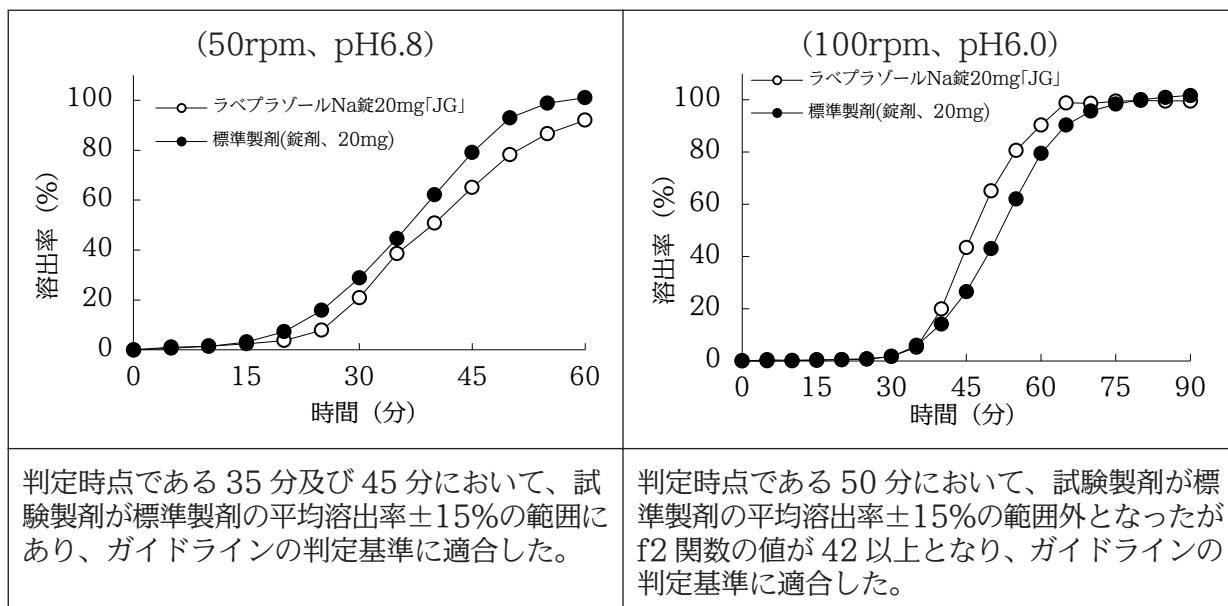 (50rpm、pH6.8)
ラベプラゾールNa錠20mg「JG」
標準製剤(錠剤、20mg)
溶出率(%)
100
80
60
40
20
0
0 15 30 45 60
時間(分)
(100rpm、pH6.0)
ラベプラゾールNa錠20mg「JG」
標準製剤(錠剤、20mg)
溶出率(%)
100
80
60
40
20
0
0 15 30 45 60 75 90
時間(分)
判定時点である 35 分及び 45 分において、試
験製剤が標準製剤の平均溶出率±15%の範囲に
あり、ガイドラインの判定基準に適合した。
判定時点である 50 分において、試験製剤が標
準製剤の平均溶出率±15%の範囲外となったが
f2 関数の値が 42 以上となり、ガイドラインの
判定基準に適合した。